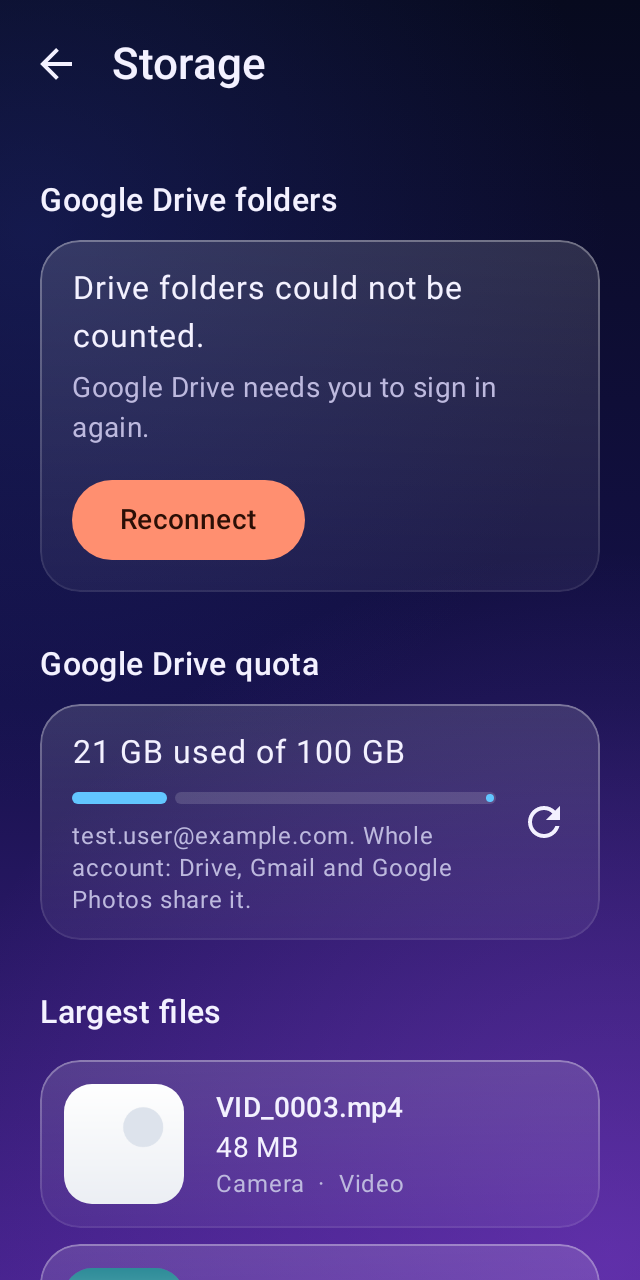 Storage
Google Drive folders
Drive folders could not be
counted.
Google Drive needs you to sign in
again.
Reconnect
Google Drive quota
21 GB used of 100 GB
test.user@example.com. Whole
account: Drive, Gmail and Google
Photos share it.
Largest files
VID_0003.mp4
48 MB
Camera · Video